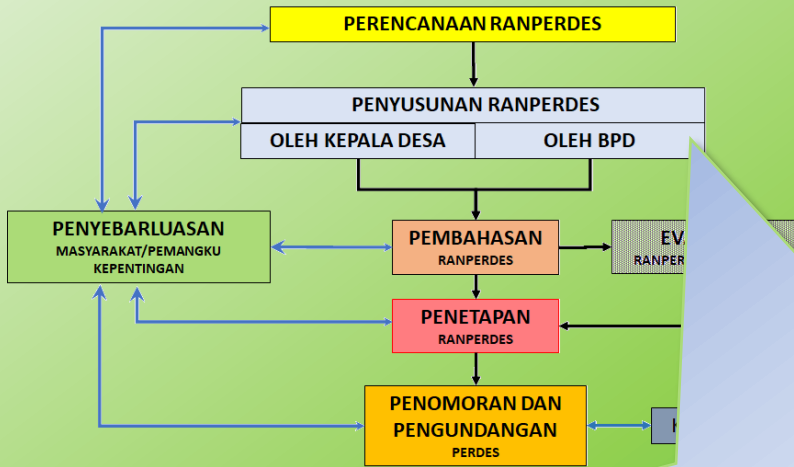 PERENCANAAN RANPERDES
PENYUSUNAN RANPERDES
OLEH KEPALA DESA
OLEH BPD
PENYEBARLUASAN
MASYARAKAT/PEMANGKU
KEPENTINGAN
PEMBAHASAN
RANPERDES
PENETAPAN
RANPERDES
PENOMORAN DAN
PENGUNDANGAN
PERDES